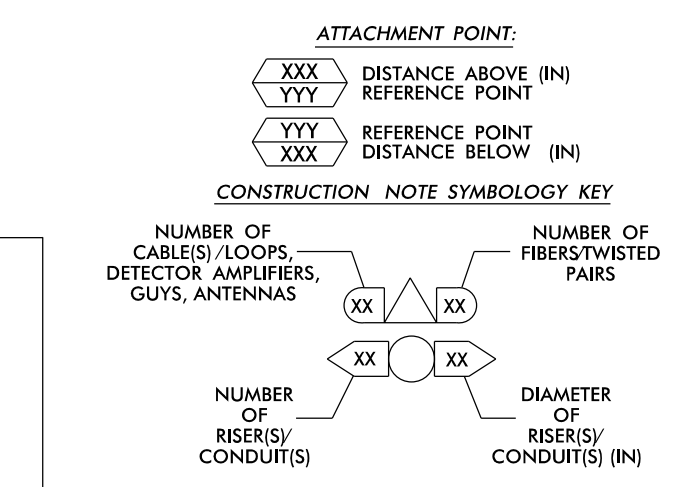 ATTACHMENT POINT:
XXX
YYY
DISTANCE ABOVE (IN)
REFERENCE POINT
YYY
XXX
REFERENCE POINT
DISTANCE BELOW (IN)
CONSTRUCTION NOTE SYMBOLOGY KEY
NUMBER OF
CABLE(S)/LOOPS,
DETECTOR AMPLIFIERS,
GUYS, ANTENNAS
NUMBER OF
FIBERS/TWISTED
PAIRS
XX
XX
XX
XX
NUMBER
OF
RISER(S)/
CONDUIT(S)
DIAMETER
OF
RISER(S)/
CONDUIT(S) (IN)